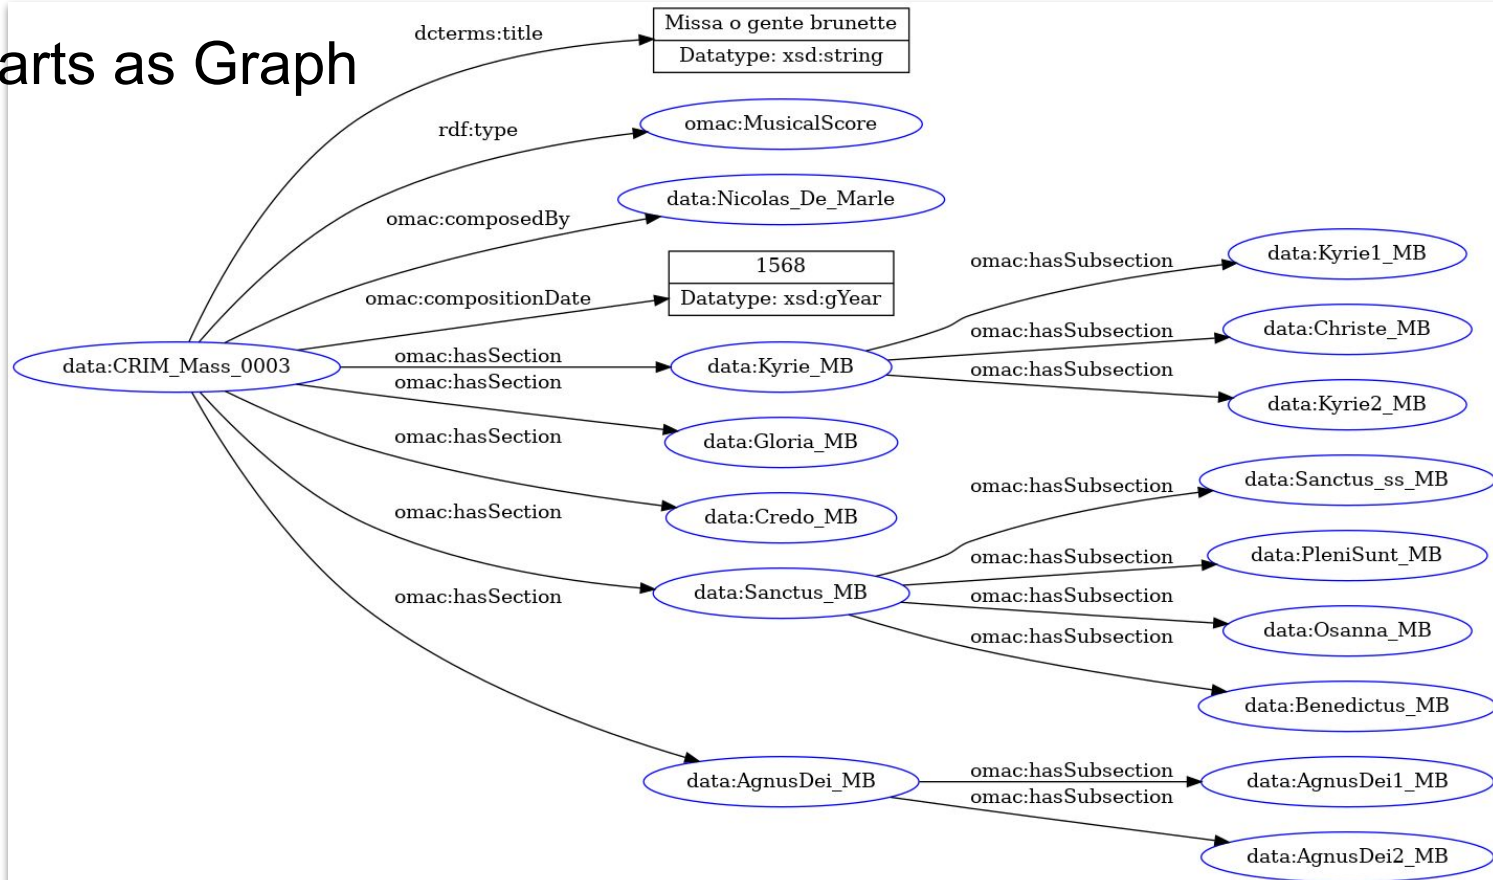 arts as Graph
dcterms:title
Missa o gente brunette
Datatype: xsd:string
rdf:type
omac:MusicalScore
omac:composedBy
data:Nicolas_De_Marle
omac:compositionDate
1568
Datatype: xsd:gYear
data:CRIM_Mass_0003
omac:hasSection
data:Kyrie_MB
omac:hasSubsection
data:Kyrie1_MB
omac:hasSubsection
data:Christe_MB
omac:hasSubsection
data:Kyrie2_MB
omac:hasSection
data:Gloria_MB
omac:hasSection
data:Credo_MB
omac:hasSection
data:Sanctus_MB
omac:hasSubsection
data:Sanctus_ss_MB
omac:hasSubsection
data:PleniSunt_MB
omac:hasSubsection
data:Osanna_MB
omac:hasSubsection
data:Benedictus_MB
omac:hasSection
data:AgnusDei_MB
omac:hasSubsection
data:AgnusDei1_MB
omac:hasSubsection
data:AgnusDei2_MB